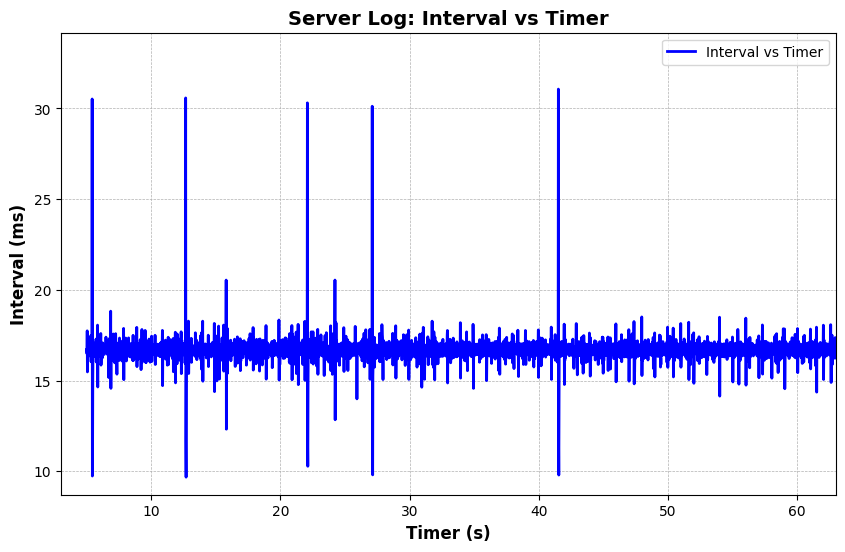 Server Log: Interval vs Timer
Interval vs Timer
Interval (ms)
30
25
20
15
10
10 20 30 40 50 60
Timer (s)